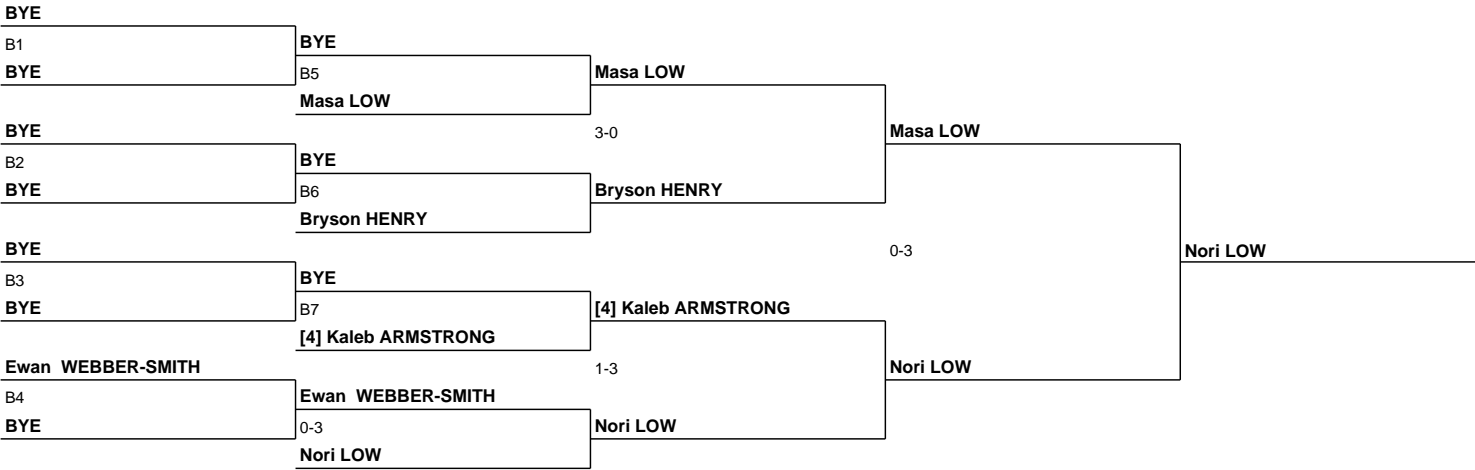 BYE
B1
BYE
BYE
B5
Masa LOW
Masa LOW
BYE
3-0
Masa LOW
B2
BYE
BYE
B6
Bryson HENRY
Bryson HENRY
BYE
0-3
Nori LOW
B3
BYE
BYE
B7
[4] Kaleb ARMSTRONG
[4] Kaleb ARMSTRONG
Ewan WEBBER-SMITH
1-3
Nori LOW
B4
Ewan WEBBER-SMITH
BYE
0-3
Nori LOW
Nori LOW